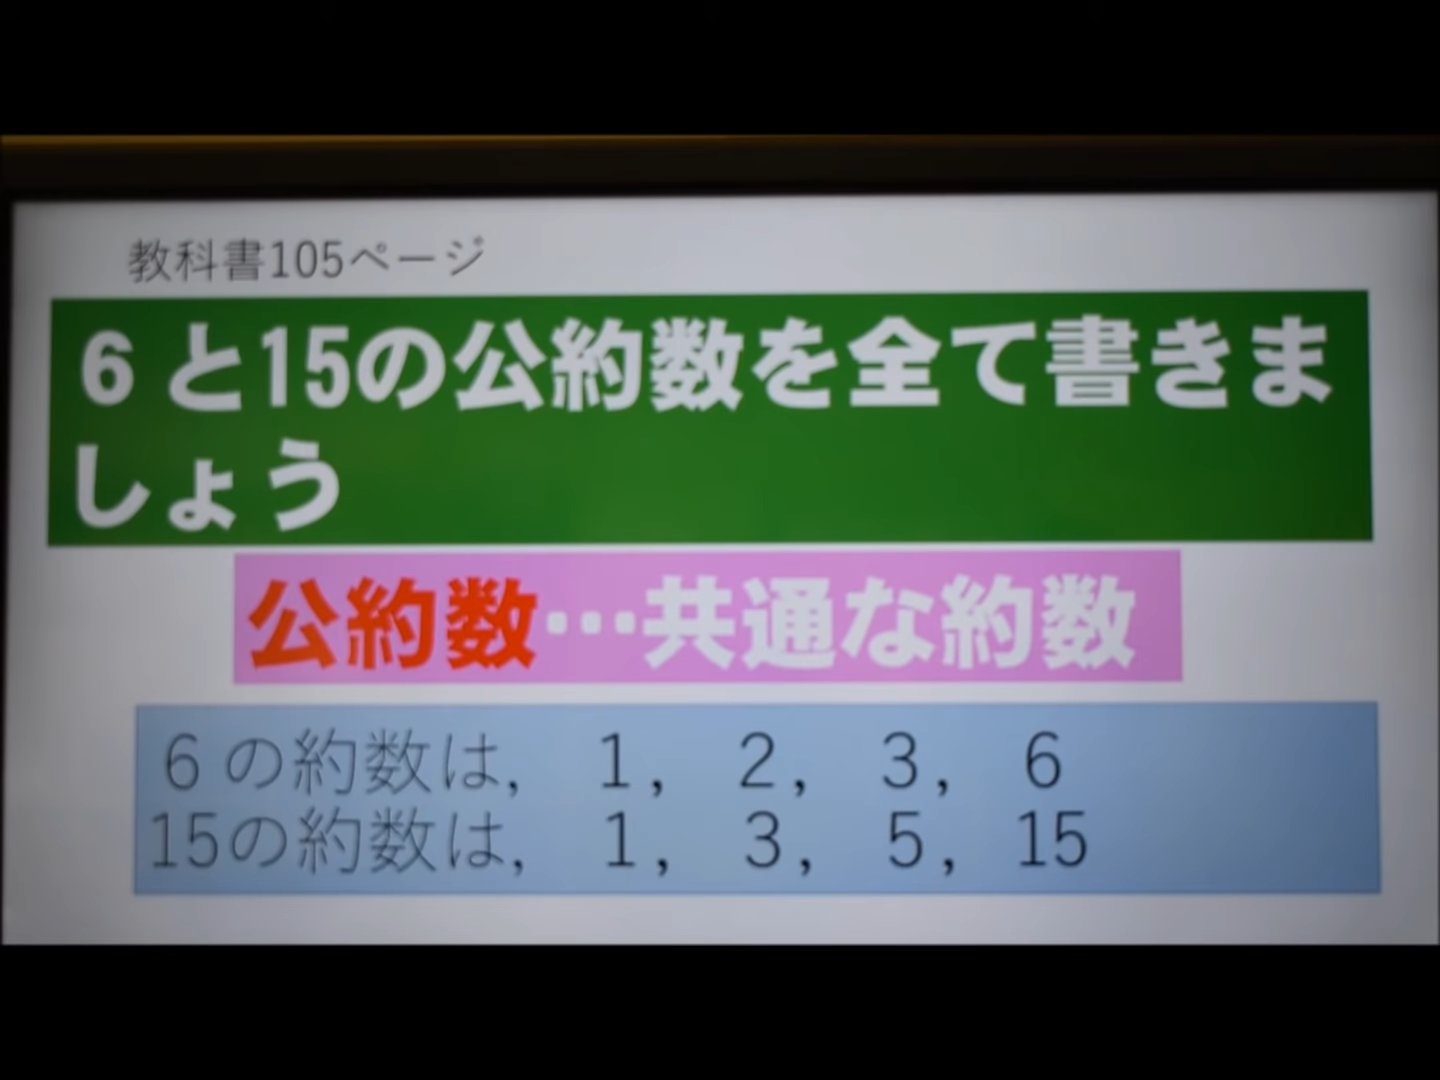 教科書105ページ
6と15の公約数を全て書きま
しょう
公約数…共通な約数
6の約数は, 1, 2, 3, 6
15の約数は, 1, 3, 5, 15